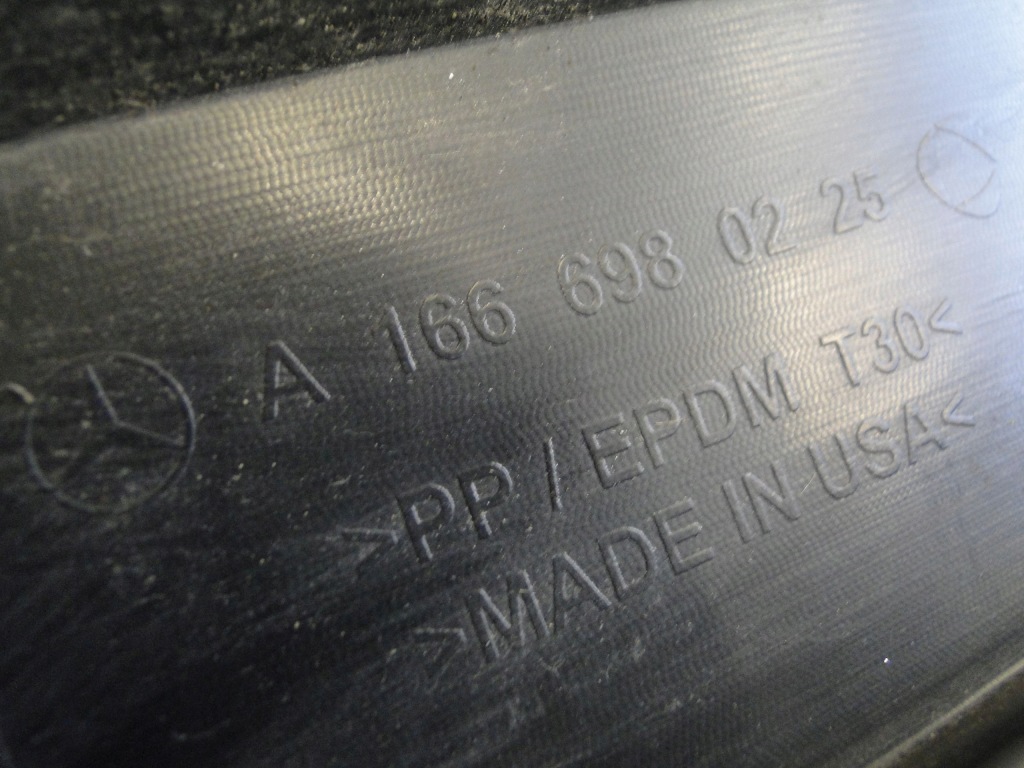 A 166 698 02 25
>PP/EPDM T30<
>MADE IN USA<